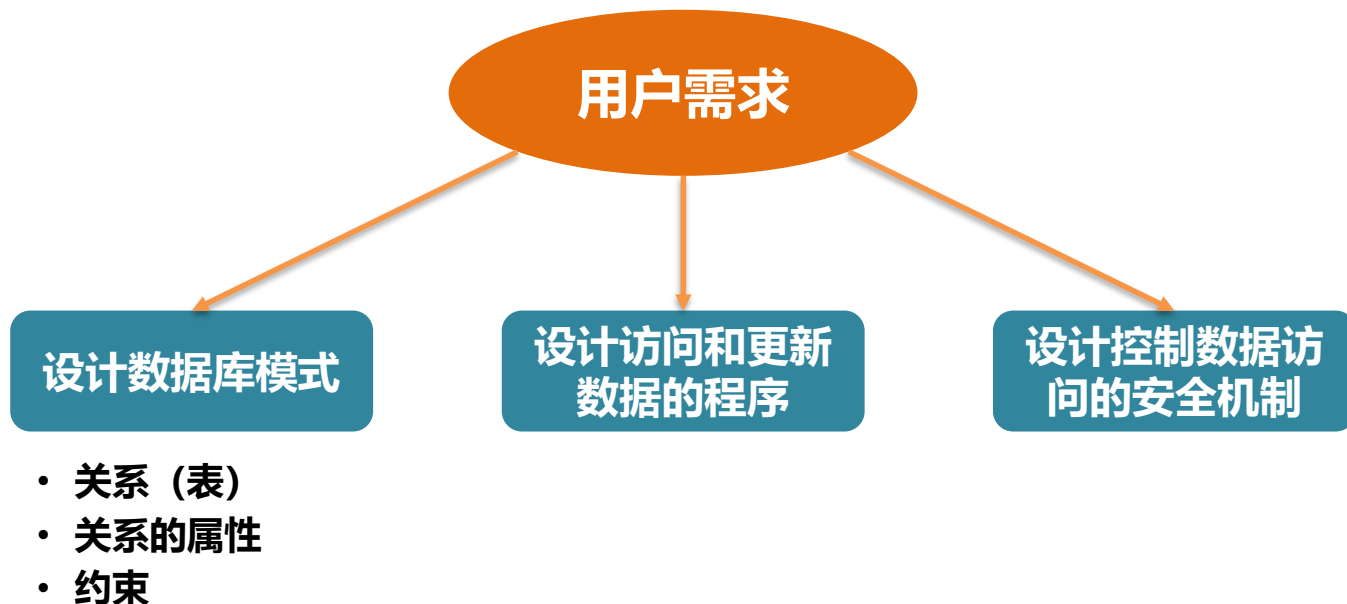 用户需求
设计数据库模式
设计访问和更新
数据的程序
设计控制数据访
问的安全机制
• 关系（表）
• 关系的属性
• 约束